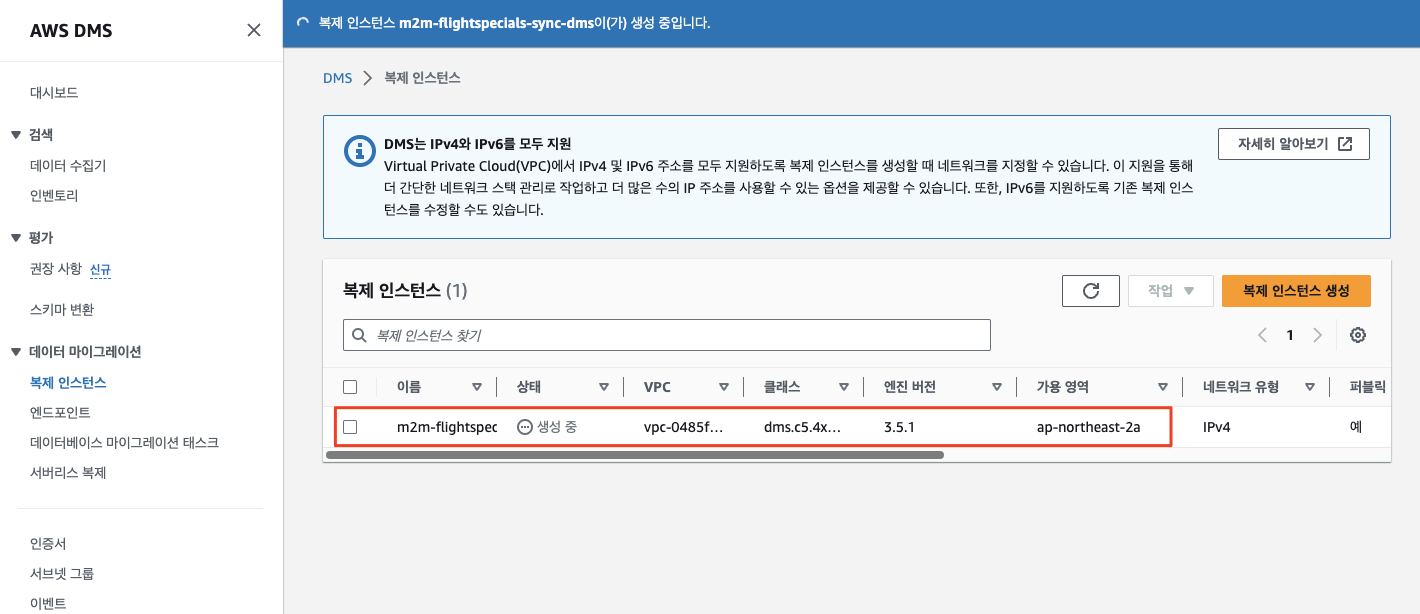 AWS DMS
대시보드
검색
데이터 수집기
인벤토리
평가
권장 사항 신규
스키마 변환
데이터 마이그레이션
복제 인스턴스
엔드포인트
데이터베이스 마이그레이션 태스크
서버리스 복제
인증서
서브넷 그룹
이벤트
복제 인스턴스 m2m-flightspecials-sync-dms이(가) 생성 중입니다.
DMS 복제 인스턴스
DMS는 IPv4와 IPv6를 모두 지원
Virtual Private Cloud(VPC)에서 IPv4 및 IPv6 주소를 모두 지원하도록 복제 인스턴스를 생성할 때 네트워크를 지정할 수 있습니다. 이 지원을 통해
더 간단한 네트워크 스택 관리로 작업하고 더 많은 수의 IP 주소를 사용할 수 있는 옵션을 제공할 수 있습니다. 또한, IPv6를 지원하도록 기존 복제 인스
턴스를 수정할 수도 있습니다.
자세히 알아보기
복제 인스턴스 (1)
작업
복제 인스턴스 생성
복제 인스턴스 찾기
1
이름 상태 VPC 클래스 엔진 버전 가용 영역 네트워크 유형 퍼블릭
m2m-flightspec 생성 중 vpc-0485f... dms.c5.4x... 3.5.1 ap-northeast-2a IPv4 예